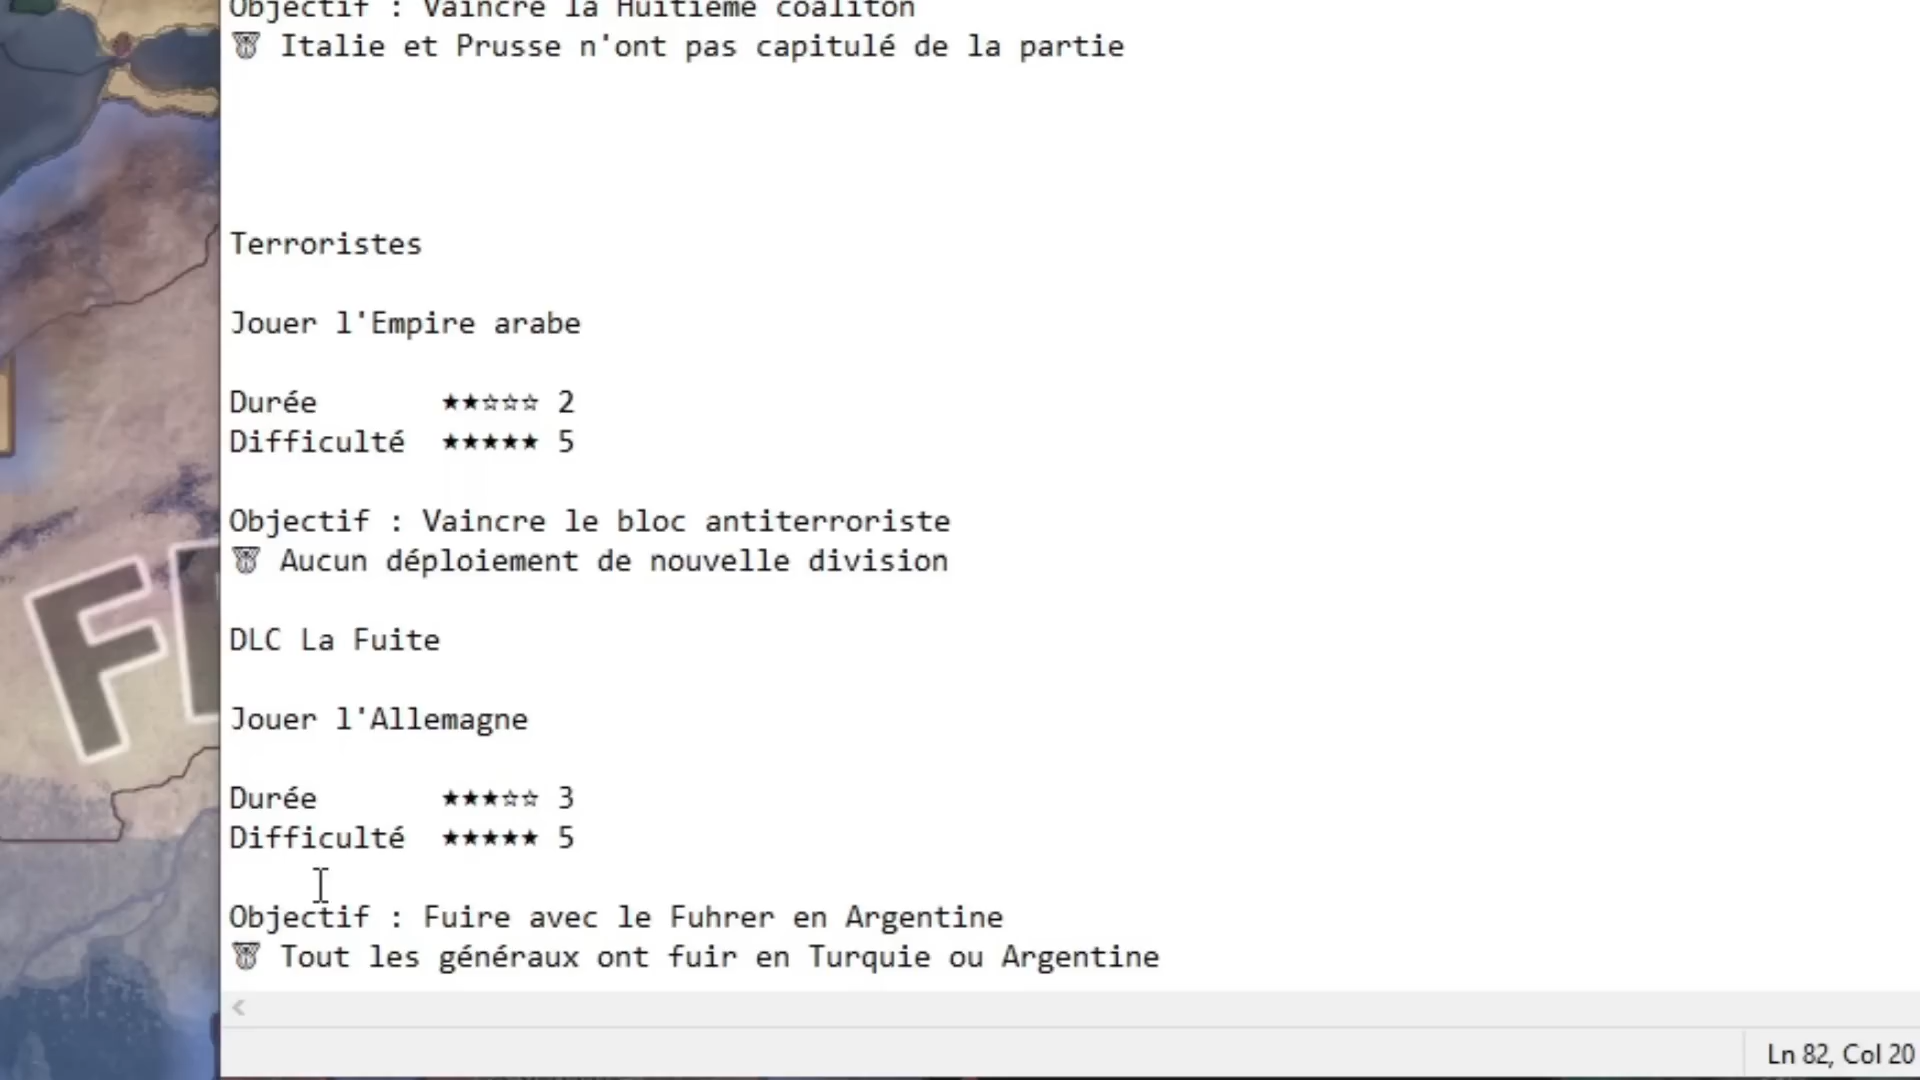 Objectif : Vaincre la Huitième coaliton
🎖 Italie et Prusse n'ont pas capitulé de la partie
Terroristes
Jouer l'Empire arabe
Durée ★★☆☆☆ 2
Difficulté ★★★★★ 5
Objectif : Vaincre le bloc antiterroriste
🎖 Aucun déploiement de nouvelle division
DLC La Fuite
Jouer l'Allemagne
Durée ★★★☆☆ 3
Difficulté ★★★★★ 5
Objectif : Fuire avec le Fuhrer en Argentine
🎖 Tout les généraux ont fuir en Turquie ou Argentine
Ln 82, Col 20